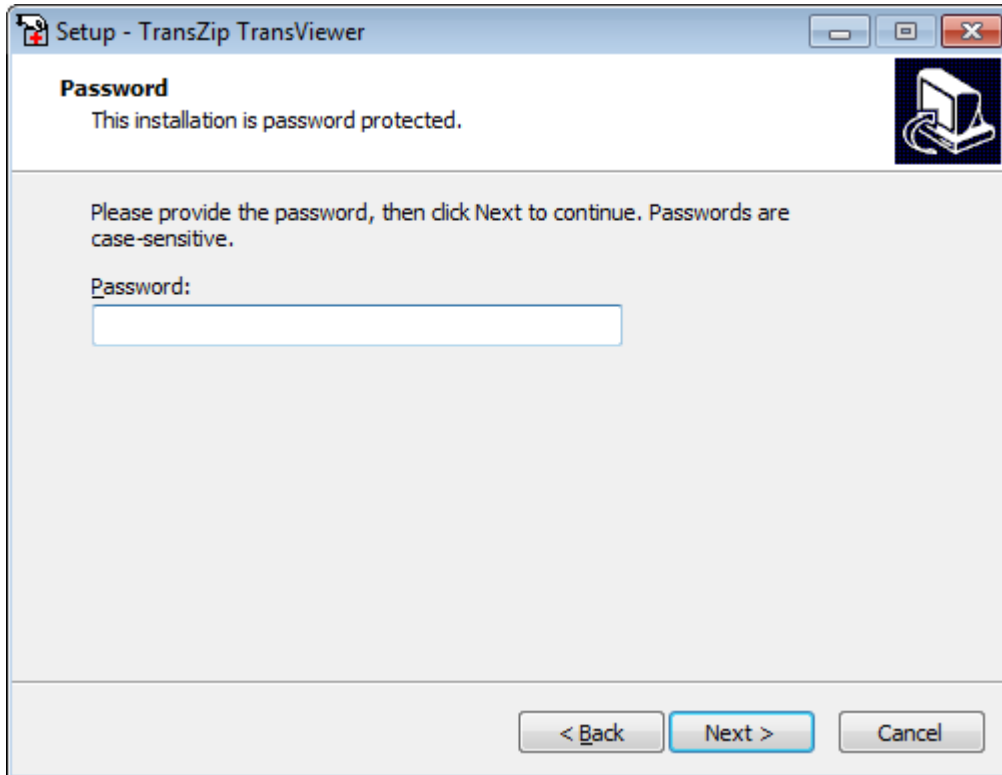 Setup - TransZip TransViewer
Password
This installation is password protected.
Please provide the password, then click Next to continue. Passwords are
case-sensitive.
Password:
< Back
Next >
Cancel